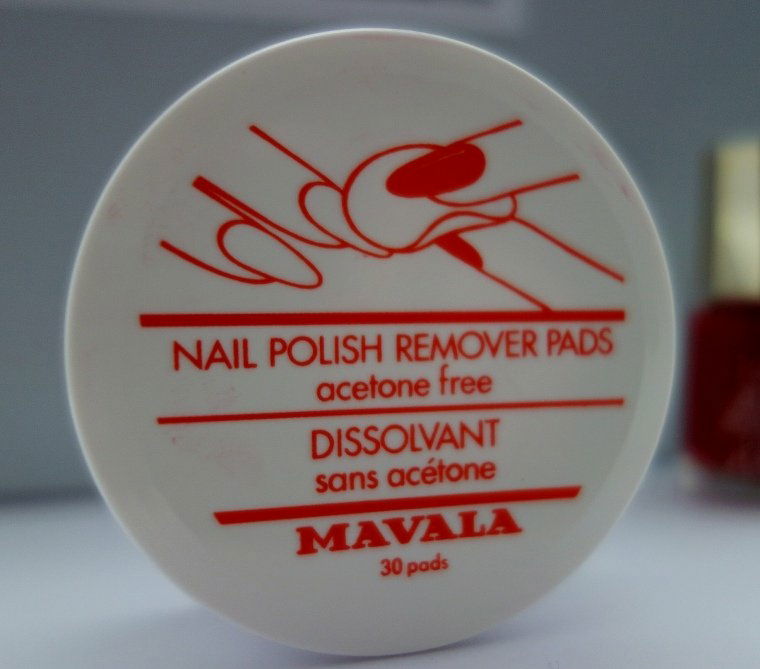 NAIL POLISH REMOVER PADS
acetone free
DISSOLVANT
sans acétone
MAVALA
30 pads